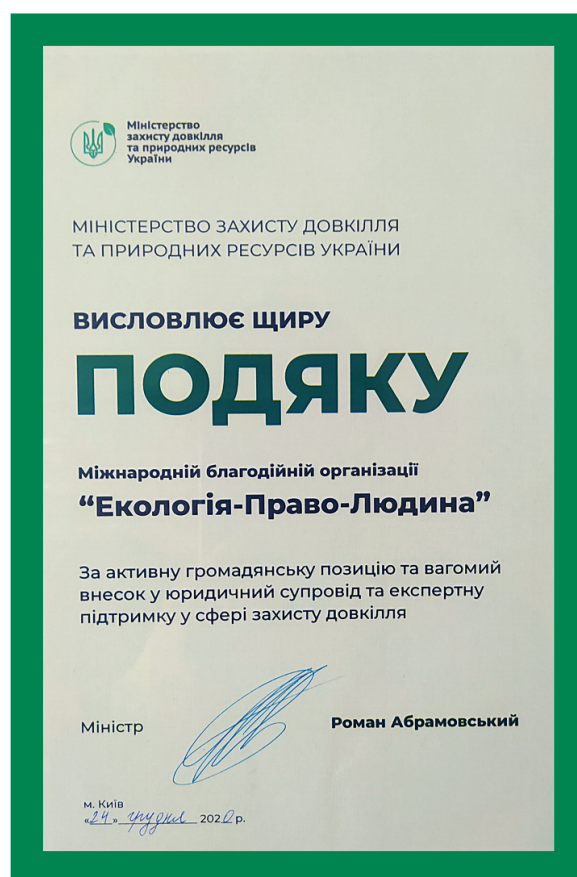 Міністерство
захисту довкілля
та природних ресурсів
України
МІНІСТЕРСТВО ЗАХИСТУ ДОВКІЛЛЯ
ТА ПРИРОДНИХ РЕСУРСІВ УКРАЇНИ
ВИСЛОВЛЮЄ ЩИРУ
ПОДЯКУ
Міжнародній благодійній організації
“Екологія-Право-Людина”
За активну громадянську позицію та вагомий
внесок у юридичний супровід та експертну
підтримку у сфері захисту довкілля
Міністр
Роман Абрамовський
м. Київ
«24» грудня 2020 р.